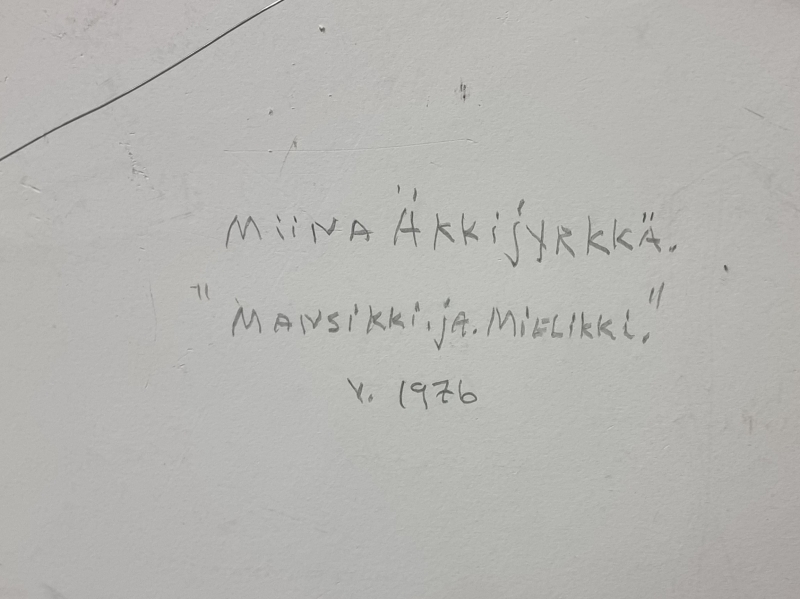 MiiNA ÄKKijYRKKÄ.
"MANSiKKi.jA.MiELiKKi."
v. 1976